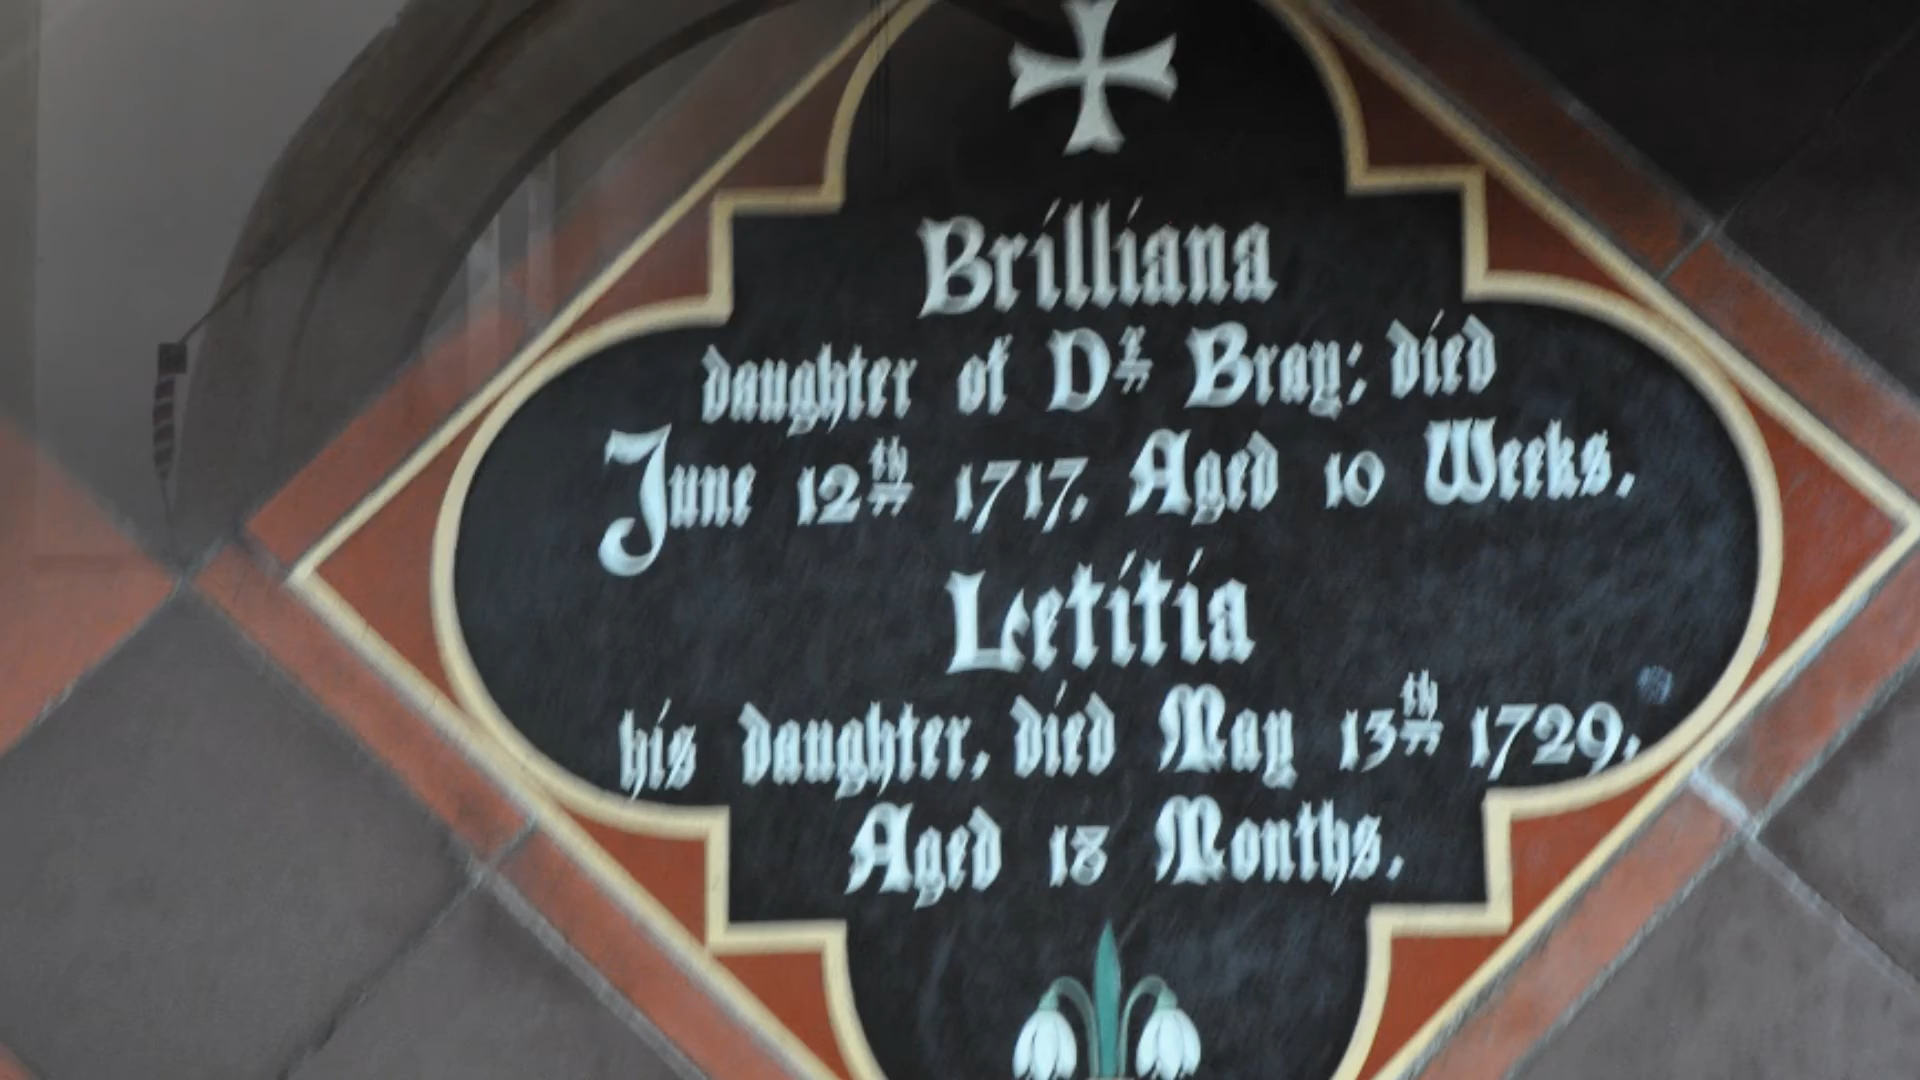 Brilliana
daughter of Dr Bray; died
June 12th 1717, Aged 10 Weeks.
Letitia
his daughter, died May 13th 1729,
Aged 18 Months.